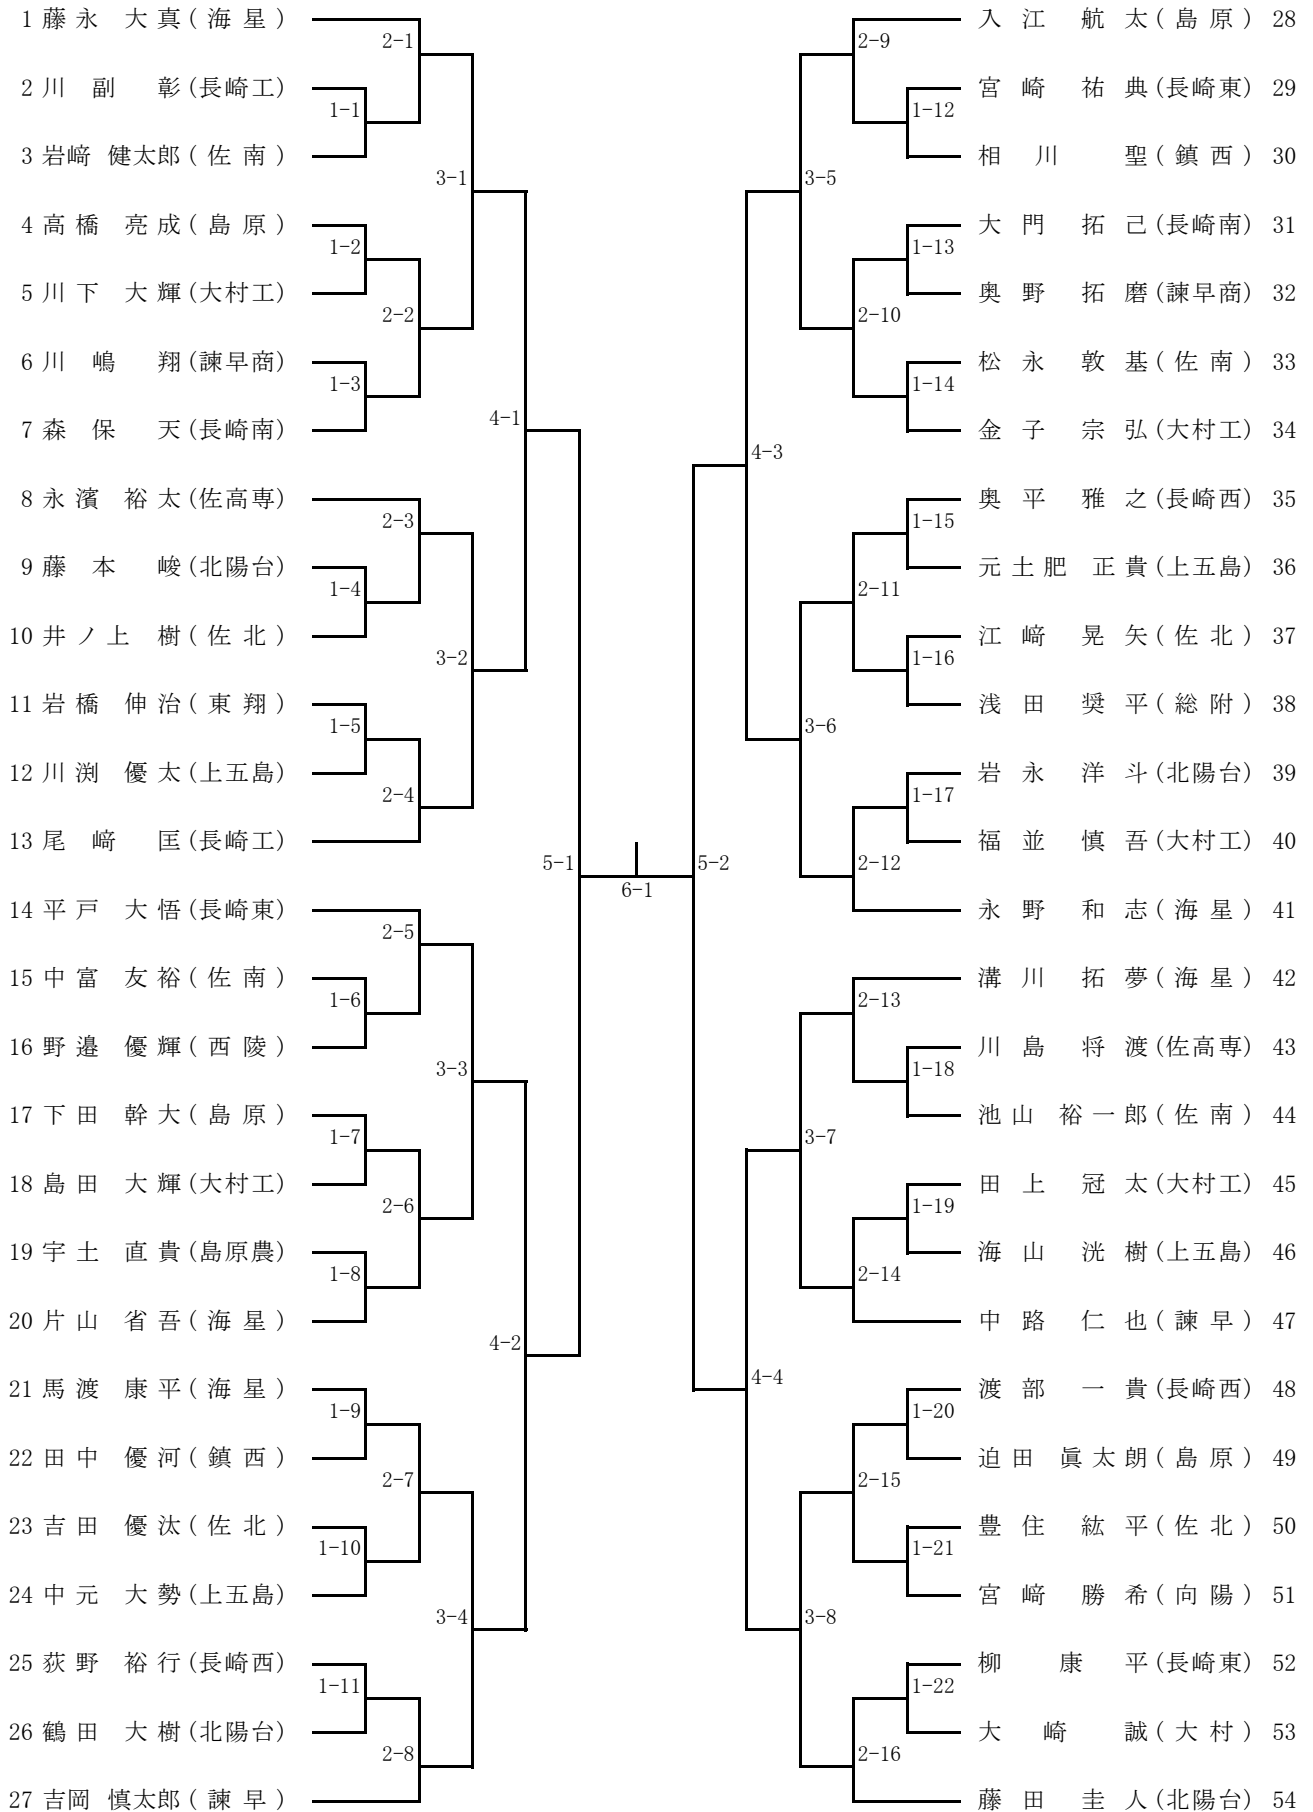 1 藤永 大真(海星)
2 川副 彰(長崎工)
3 岩﨑 健太郎(佐南)
4 高橋 亮成(島原)
5 川下 大輝(大村工)
6 川嶋 翔(諫早商)
7 森保 天(長崎南)
8 永濱 裕太(佐高専)
9 藤本 峻(北陽台)
10 井ノ上 樹(佐北)
11 岩橋 伸治(東翔)
12 川渕 優太(上五島)
13 尾﨑 匡(長崎工)
14 平戸 大悟(長崎東)
15 中富 友裕(佐南)
16 野邉 優輝(西陵)
17 下田 幹大(島原)
18 島田 大輝(大村工)
19 宇土 直貴(島原農)
20 片山 省吾(海星)
21 馬渡 康平(海星)
22 田中 優河(鎮西)
23 吉田 優汰(佐北)
24 中元 大勢(上五島)
25 荻野 裕行(長崎西)
26 鶴田 大樹(北陽台)
27 吉岡 慎太郎(諫早)
1-1
1-2
1-3
1-4
1-5
1-6
1-7
1-8
1-9
1-10
1-11
2-1
2-2
2-3
2-4
2-5
2-6
2-7
2-8
3-1
3-2
3-3
3-4
4-1
4-2
5-1
6-1
5-2
4-3
4-4
3-5
3-6
3-7
3-8
2-9
2-10
2-11
2-12
2-13
2-14
2-15
2-16
1-12
1-13
1-14
1-15
1-16
1-17
1-18
1-19
1-20
1-21
1-22
入江 航太(島原) 28
宮崎 祐典(長崎東) 29
相川 聖(鎮西) 30
大門 拓己(長崎南) 31
奥野 拓磨(諫早商) 32
松永 敦基(佐南) 33
金子 宗弘(大村工) 34
奥平 雅之(長崎西) 35
元土肥 正貴(上五島) 36
江﨑 晃矢(佐北) 37
浅田 奨平(総附) 38
岩永 洋斗(北陽台) 39
福並 慎吾(大村工) 40
永野 和志(海星) 41
溝川 拓夢(海星) 42
川島 将渡(佐高専) 43
池山 裕一郎(佐南) 44
田上 冠太(大村工) 45
海山 洸樹(上五島) 46
中路 仁也(諫早) 47
渡部 一貴(長崎西) 48
迫田 眞太朗(島原) 49
豊住 紘平(佐北) 50
宮﨑 勝希(向陽) 51
柳 康平(長崎東) 52
大崎 誠(大村) 53
藤田 圭人(北陽台) 54